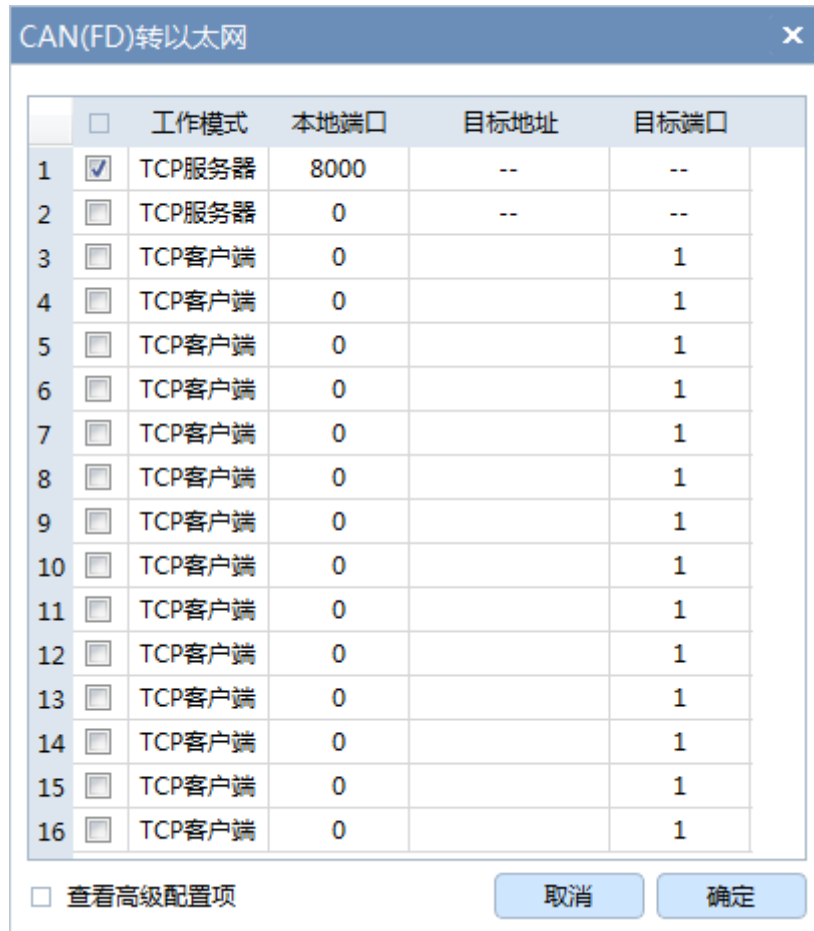 CAN(FD)转以太网
工作模式 本地端口 目标地址 目标端口
1 TCP服务器 8000 -- --
2 TCP服务器 0 -- --
3 TCP客户端 0 1
4 TCP客户端 0 1
5 TCP客户端 0 1
6 TCP客户端 0 1
7 TCP客户端 0 1
8 TCP客户端 0 1
9 TCP客户端 0 1
10 TCP客户端 0 1
11 TCP客户端 0 1
12 TCP客户端 0 1
13 TCP客户端 0 1
14 TCP客户端 0 1
15 TCP客户端 0 1
16 TCP客户端 0 1
查看高级配置项 取消 确定